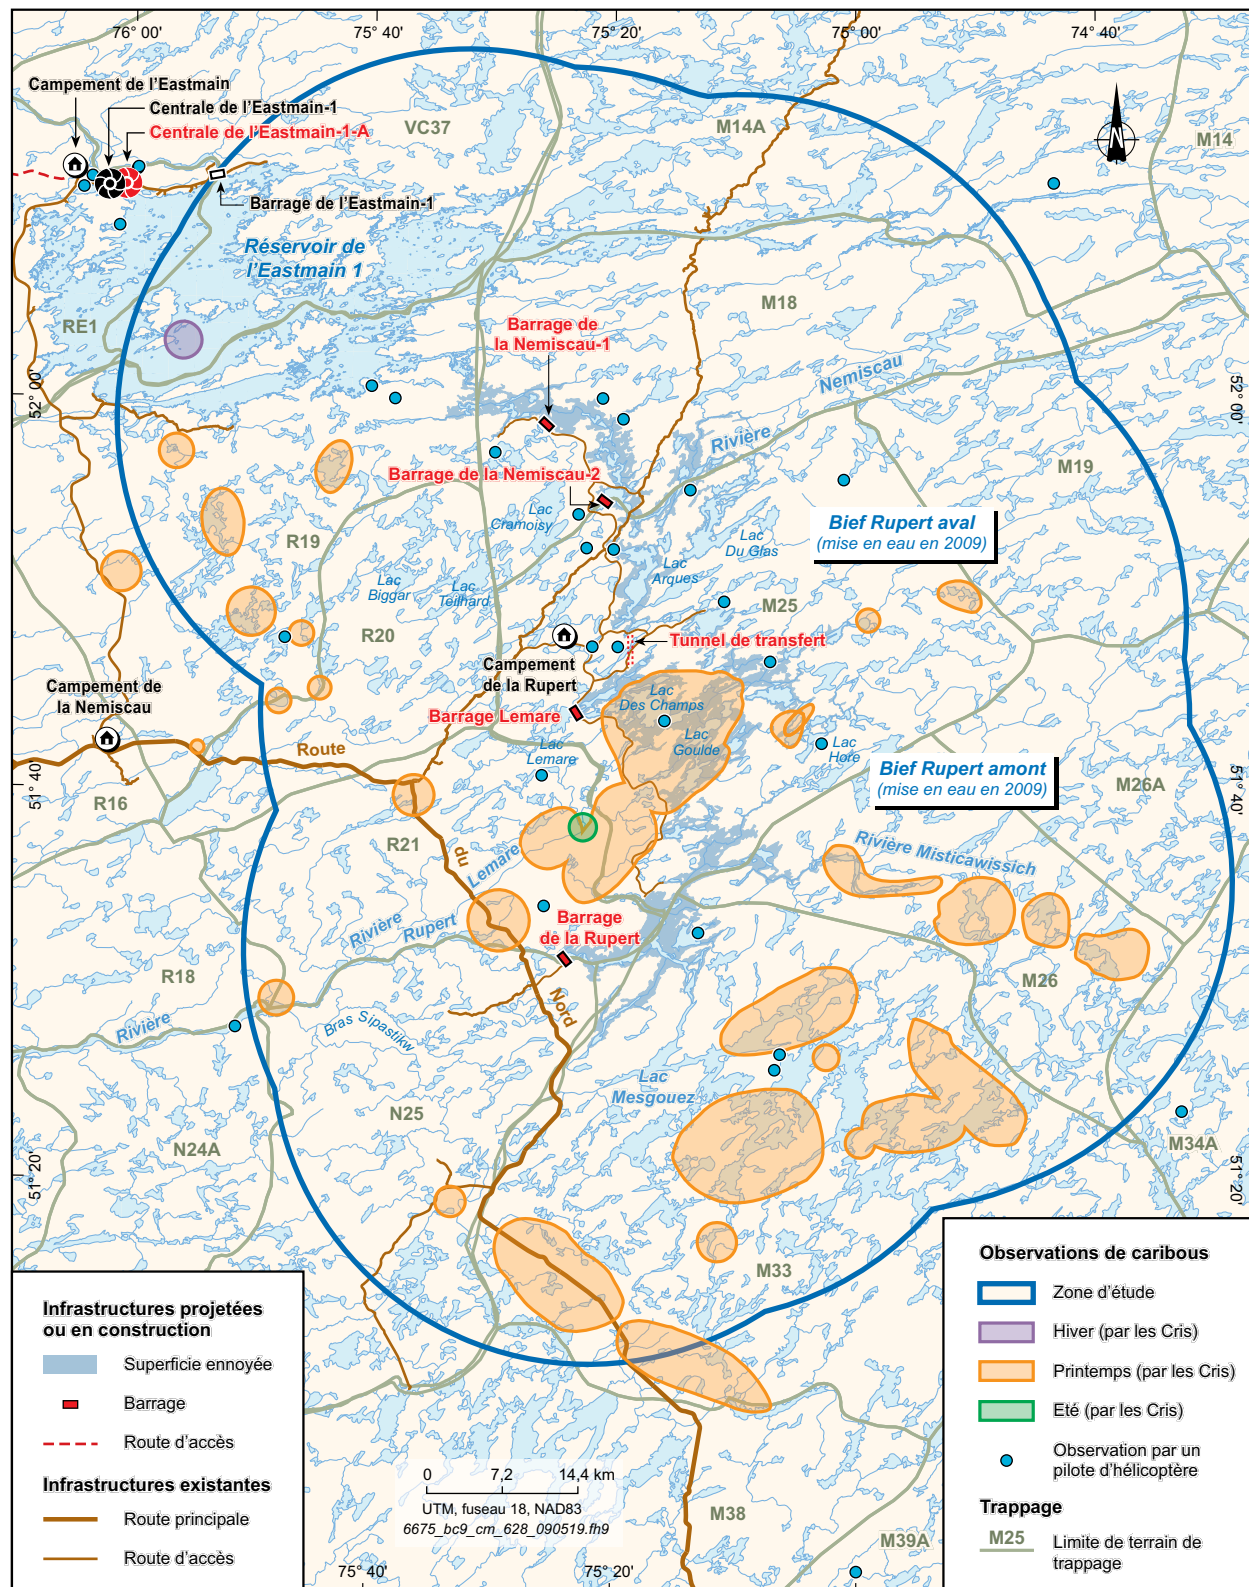 76° 00'
75° 40'
75° 20'
75° 00'
74° 40'
Campement de l'Eastmain
Centrale de l'Eastmain-1
Centrale de l'Eastmain-1-A
VC37
M14A
M14
N
Barrage de l'Eastmain-1
Réservoir de
l'Eastmain 1
RE1
M18
Barrage de
la Nemiscau-1
Nemiscau
Rivière
52° 00'
52° 00'
Barrage de la Nemiscau-2
M19
Lac
Cramoisy
Bief Rupert aval
(mise en eau en 2009)
R19
Lac
Du Glas
Lac
Biggar
Lac
Teilhard
Lac
Arques
M25
R20
Tunnel de transfert
Campement
de la Rupert
Campement de
la Nemiscau
Lac
Des Champs
Barrage Lemare
Lac
Goulde
Route
Lac
Lemare
Lac
Hore
Bief Rupert amont
(mise en eau en 2009)
51° 40'
51° 40'
R16
M26A
R21
du
Lemare
Rivière Misticawissich
Rivière
Rupert
Barrage
de la Rupert
R18
M26
Nord
Rivière
Bras Sipastikw
Lac
Mesgouez
N25
N24A
M34A
51° 20'
51° 20'
M33
Infrastructures projetées
ou en construction
Superficie ennoyée
Barrage
Route d'accès
Infrastructures existantes
Route principale
Route d'accès
0
7,2
14,4 km
UTM, fuseau 18, NAD83
6675_bc9_cm_628_090519.fh9
75° 40'
75° 20'
M38
M39A
Observations de caribous
Zone d'étude
Hiver (par les Cris)
Printemps (par les Cris)
Eté (par les Cris)
Observation par un
pilote d'hélicoptère
Trappage
M25
Limite de terrain de
trappage